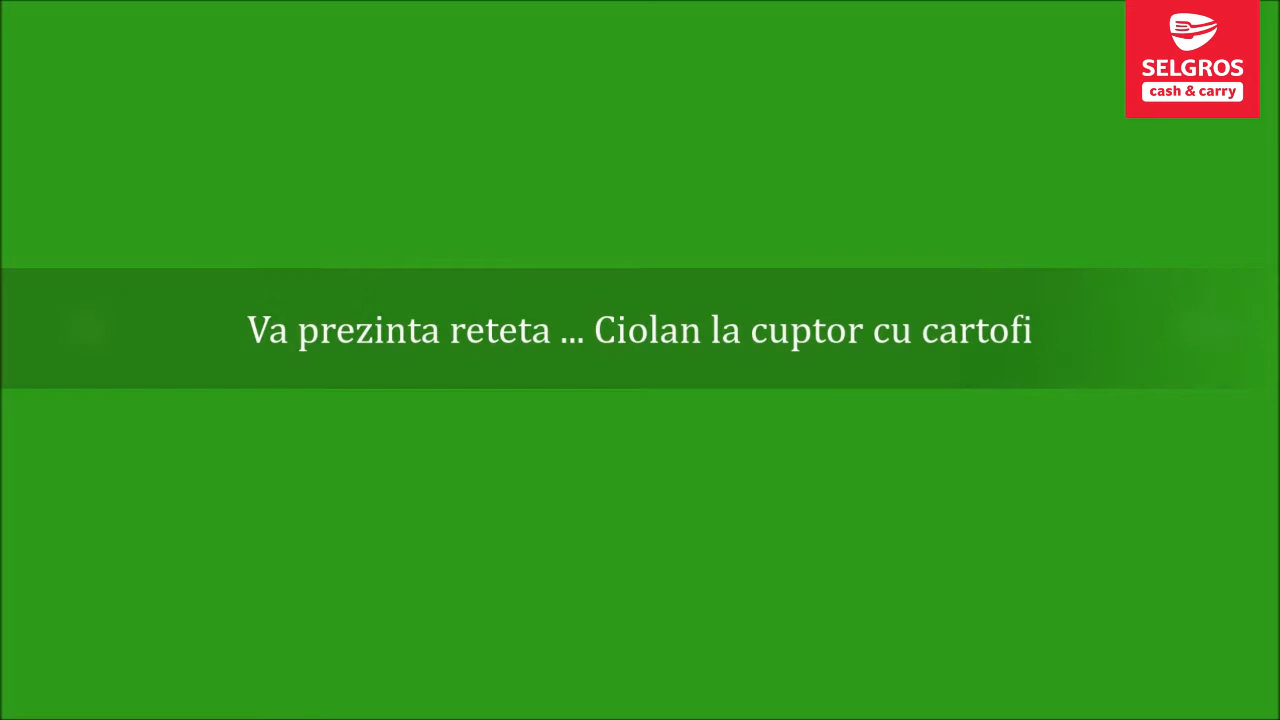 SELGROS
cash & carry
Va prezinta reteta ... Ciolan la cuptor cu cartofi